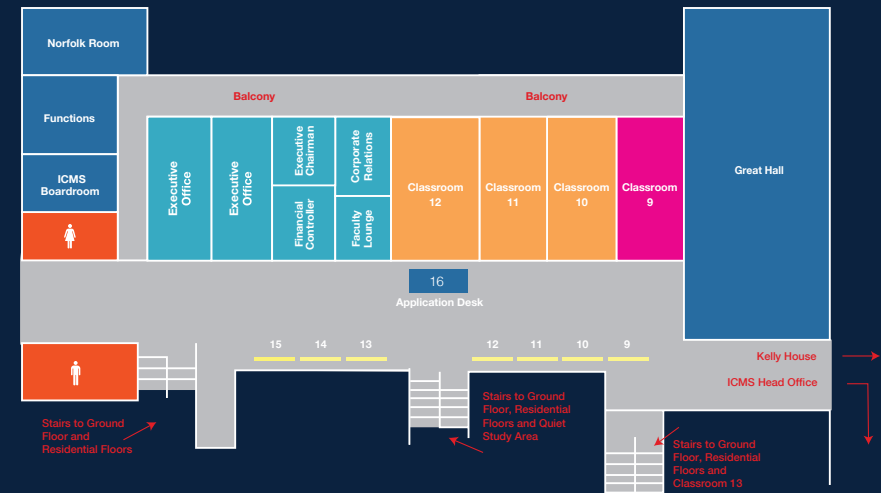 Norfolk Room
Balcony
Balcony
Functions
ICMS
Boardroom
Executive
Office
Executive
Office
Executive
Chairman
Financial
Controller
Corporate
Relations
Faculty
Lounge
Classroom
12
Classroom
11
Classroom
10
Classroom
9
Great Hall
16
Application Desk
15
14
13
12
11
10
9
Kelly House
ICMS Head Office
Stairs to Ground
Floor and
Residential Floors
Stairs to Ground
Floor, Residential
Floors and Quiet
Study Area
Stairs to Ground
Floor, Residential
Floors and
Classroom 13